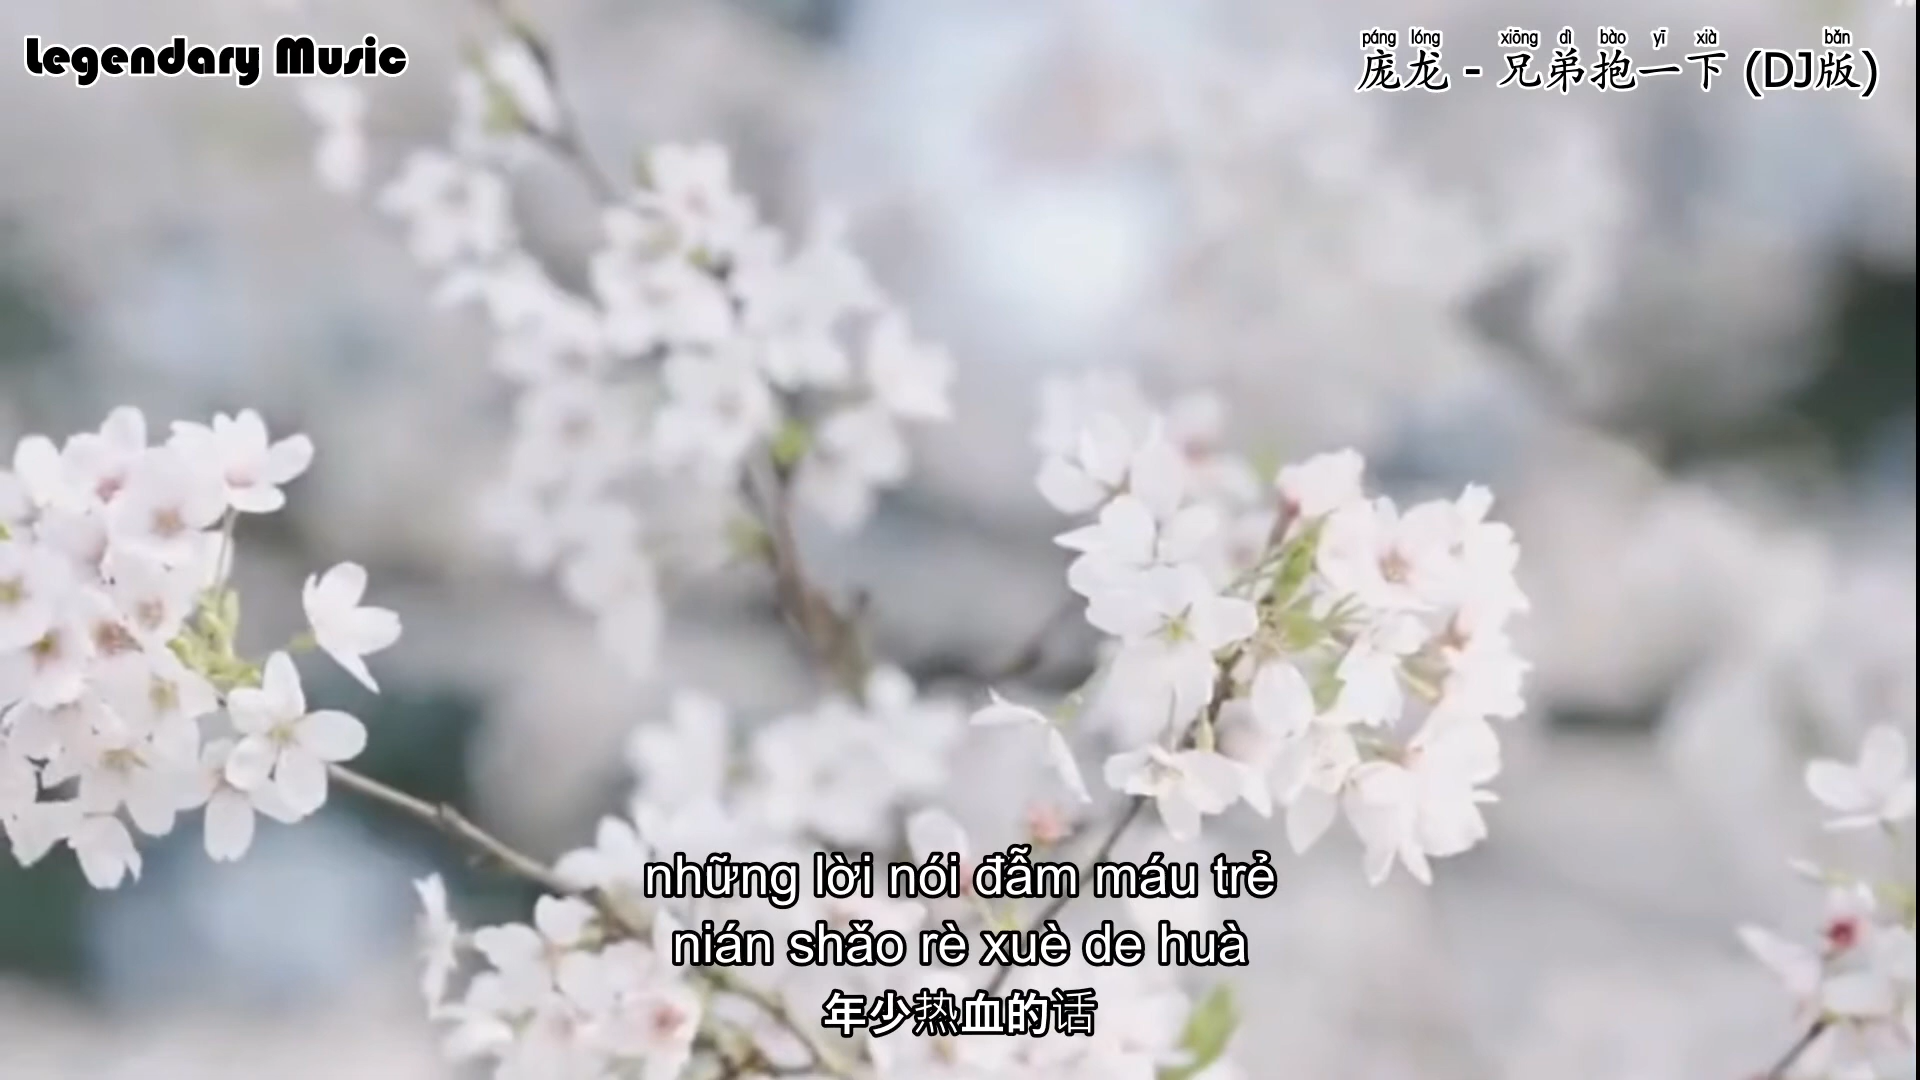 Legendary Music
páng lóng xiōng dì bào yī xià bǎn
庞龙 - 兄弟抱一下 (DJ版)
những lời nói đẫm máu trẻ
nián shǎo rè xuè de huà
年少热血的话